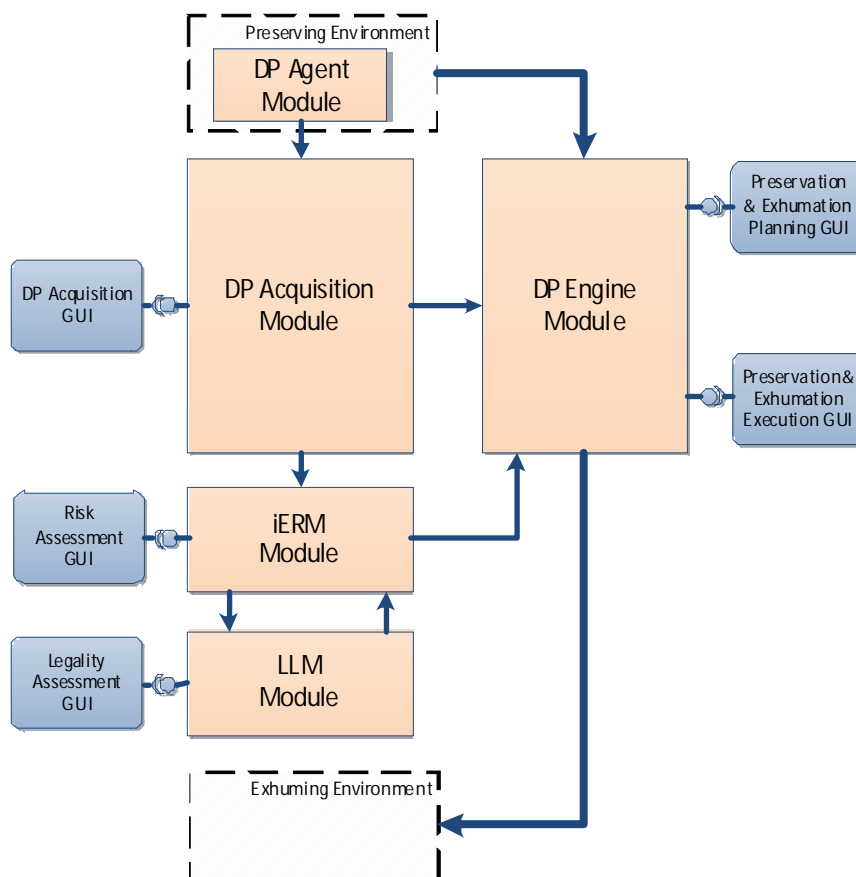 Preserving Environment
DP Agent
Module
DP Acquisition
Module
DP Engine
Module
Preservation
& Exhumation
Planning GUI
DP Acquisition
GUI
Preservation &
Exhumation
Execution GUI
iERM
Module
Risk
Assessment
GUI
LLM
Module
Legality
Assessment
GUI
Exhuming Environment